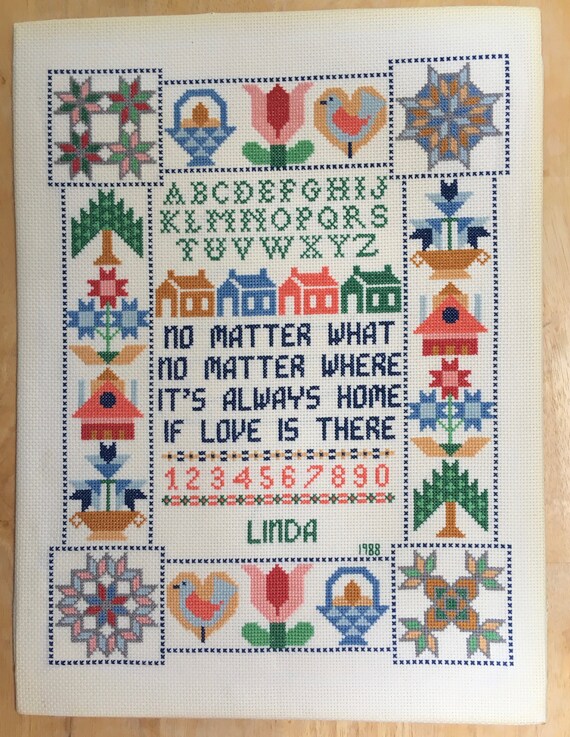 ABCDEFGHIJ
KLMNOPQRS
TUVWXYZ
NO MATTER WHAT
NO MATTER WHERE
IT'S ALWAYS HOME
IF LOVE IS THERE
1234567890
LINDA
1988